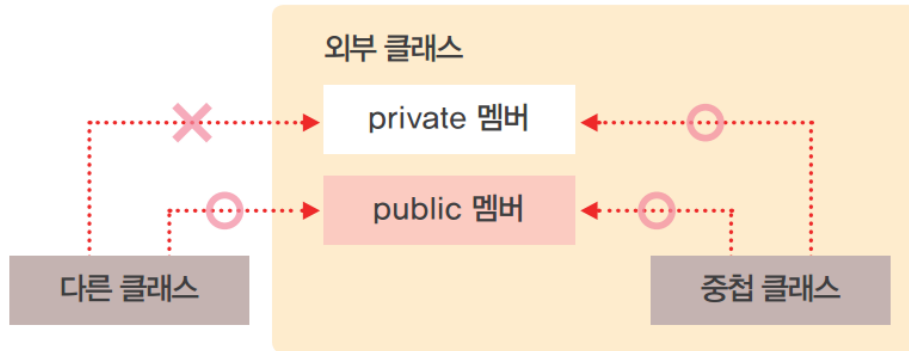 외부 클래스
private 멤버
public 멤버
다른 클래스
중첩 클래스